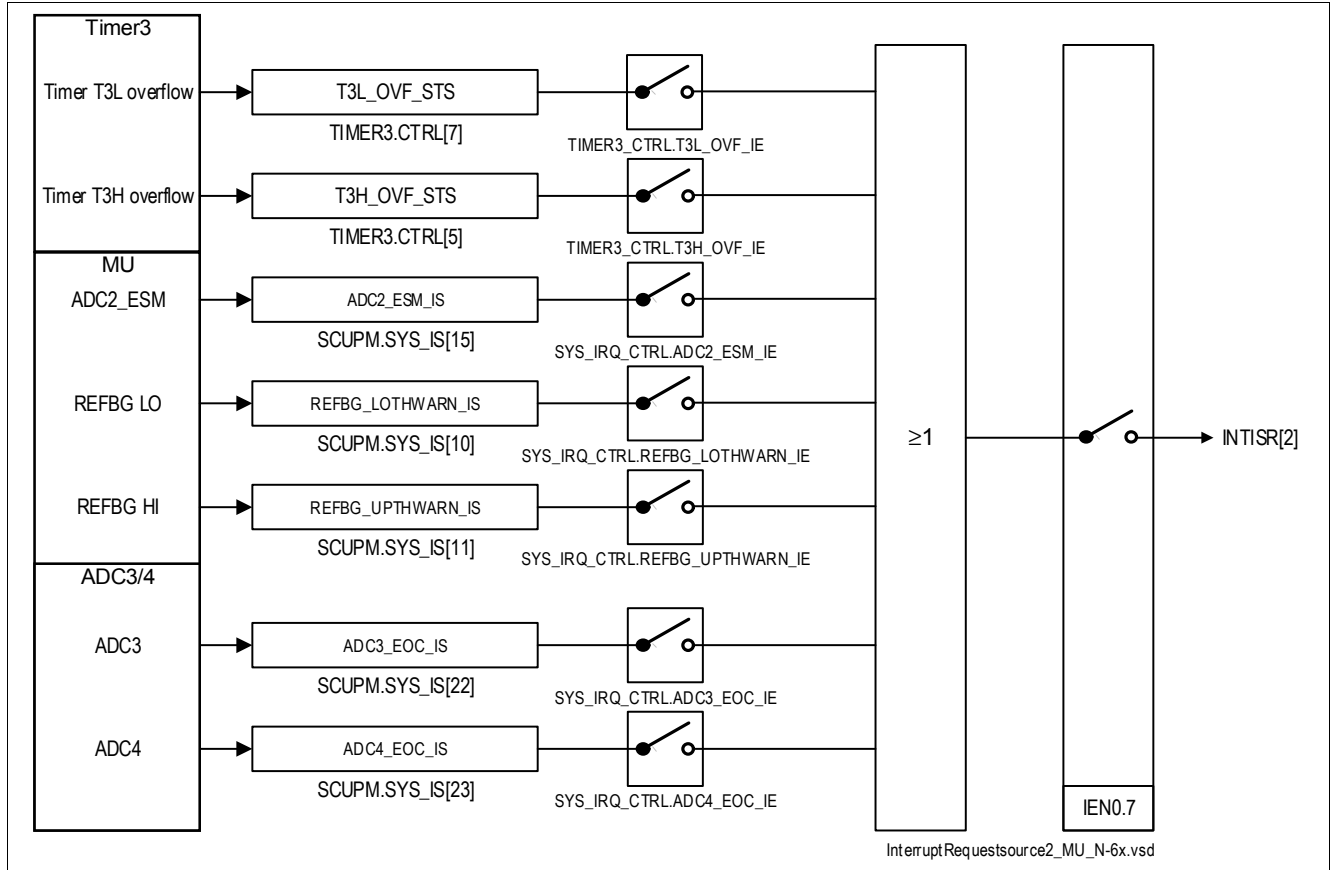 Timer3
Timer T3L overflow
T3L_OVF_STS
TIMER3.CTRL[7]
TIMER3_CTRL.T3L_OVF_IE
Timer T3H overflow
T3H_OVF_STS
TIMER3.CTRL[5]
TIMER3_CTRL.T3H_OVF_IE
MU
ADC2_ESM
ADC2_ESM_IS
SCUPM.SYS_IS[15]
SYS_IRQ_CTRL.ADC2_ESM_IE
REFBG LO
REFBG_LOTHWARN_IS
SCUPM.SYS_IS[10]
SYS_IRQ_CTRL.REFBG_LOTHWARN_IE
REFBG HI
REFBG_UPTHWARN_IS
SCUPM.SYS_IS[11]
SYS_IRQ_CTRL.REFBG_UPTHWARN_IE
ADC3/4
ADC3
ADC3_EOC_IS
SCUPM.SYS_IS[22]
SYS_IRQ_CTRL.ADC3_EOC_IE
ADC4
ADC4_EOC_IS
SCUPM.SYS_IS[23]
SYS_IRQ_CTRL.ADC4_EOC_IE
≥1
INTISR[2]
IEN0.7
InterruptRequestsource2_MU_N-6x.vsd